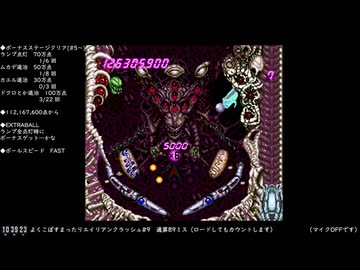 ◆ボーナスステージクリア(#5～)
ランプ点灯 70万点
1/6 回
ムカデ退治 50万点
1/8 回
カエル退治 30万点
0/3 回
ドクロとか退治 100万点
3/22 回
◆112,167,600点から
◆EXTRABALL
ランプ全点灯時に
ボーナスゲット…かな
◆ボールスピード FAST
126305900
7
5000
10 39 23
よくこぼすまったりエイリアンクラッシュ#9 通算89ミス（ロードしてもカウントします）
（マイクOFFです）